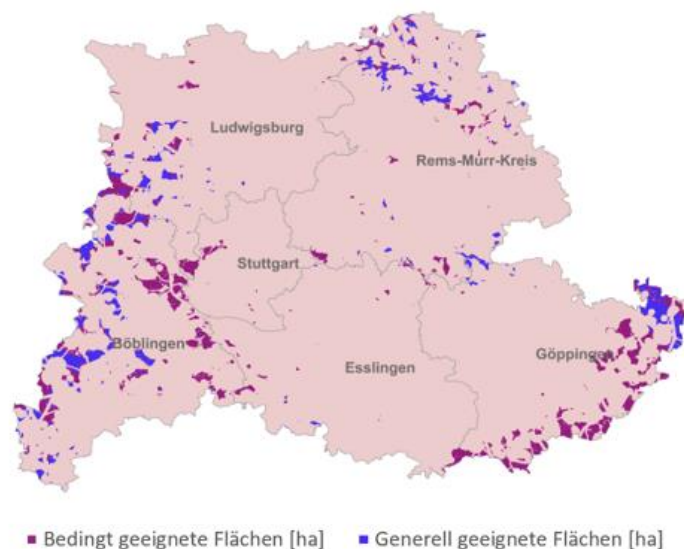 Ludwigsburg
Rems-Murr-Kreis
Stuttgart
Böblingen
Göppingen
Esslingen
Bedingt geeignete Flächen [ha] Generell geeignete Flächen [ha]